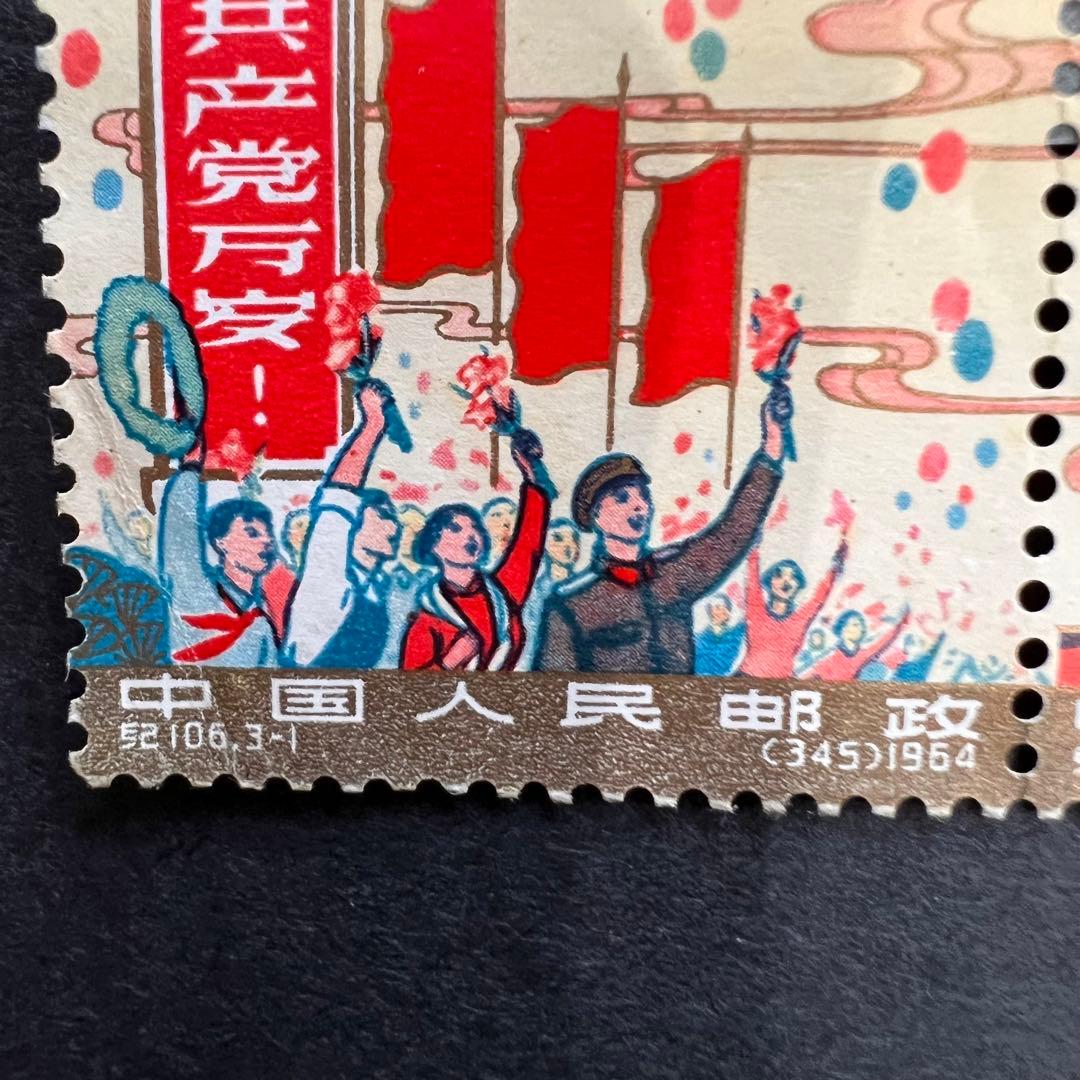 共产党万岁!
中国人民邮政
纪106.3-1
(345)1964